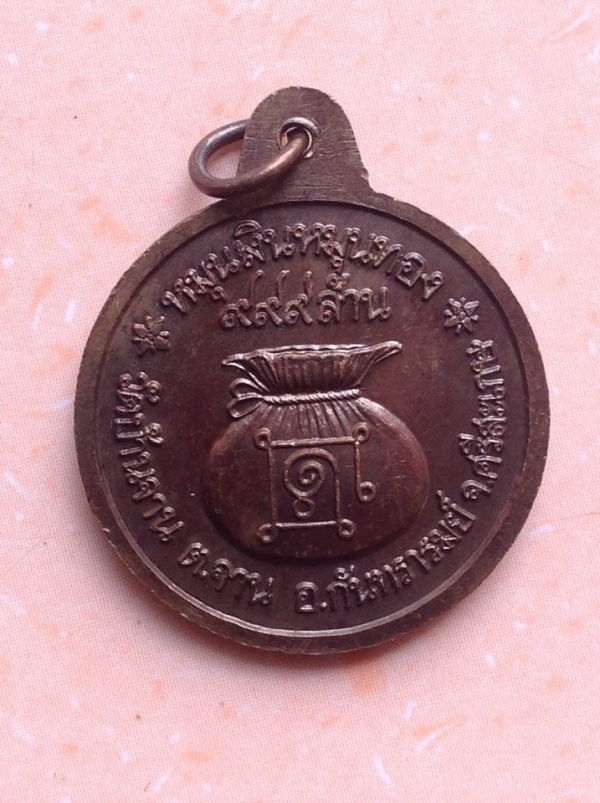 หมุนเงินหมุนทอง
๙๙๙ล้าน
วัดบ้านจาน ต.จาน อ.กันทรารมย์ จ.ศรีสะเกษ